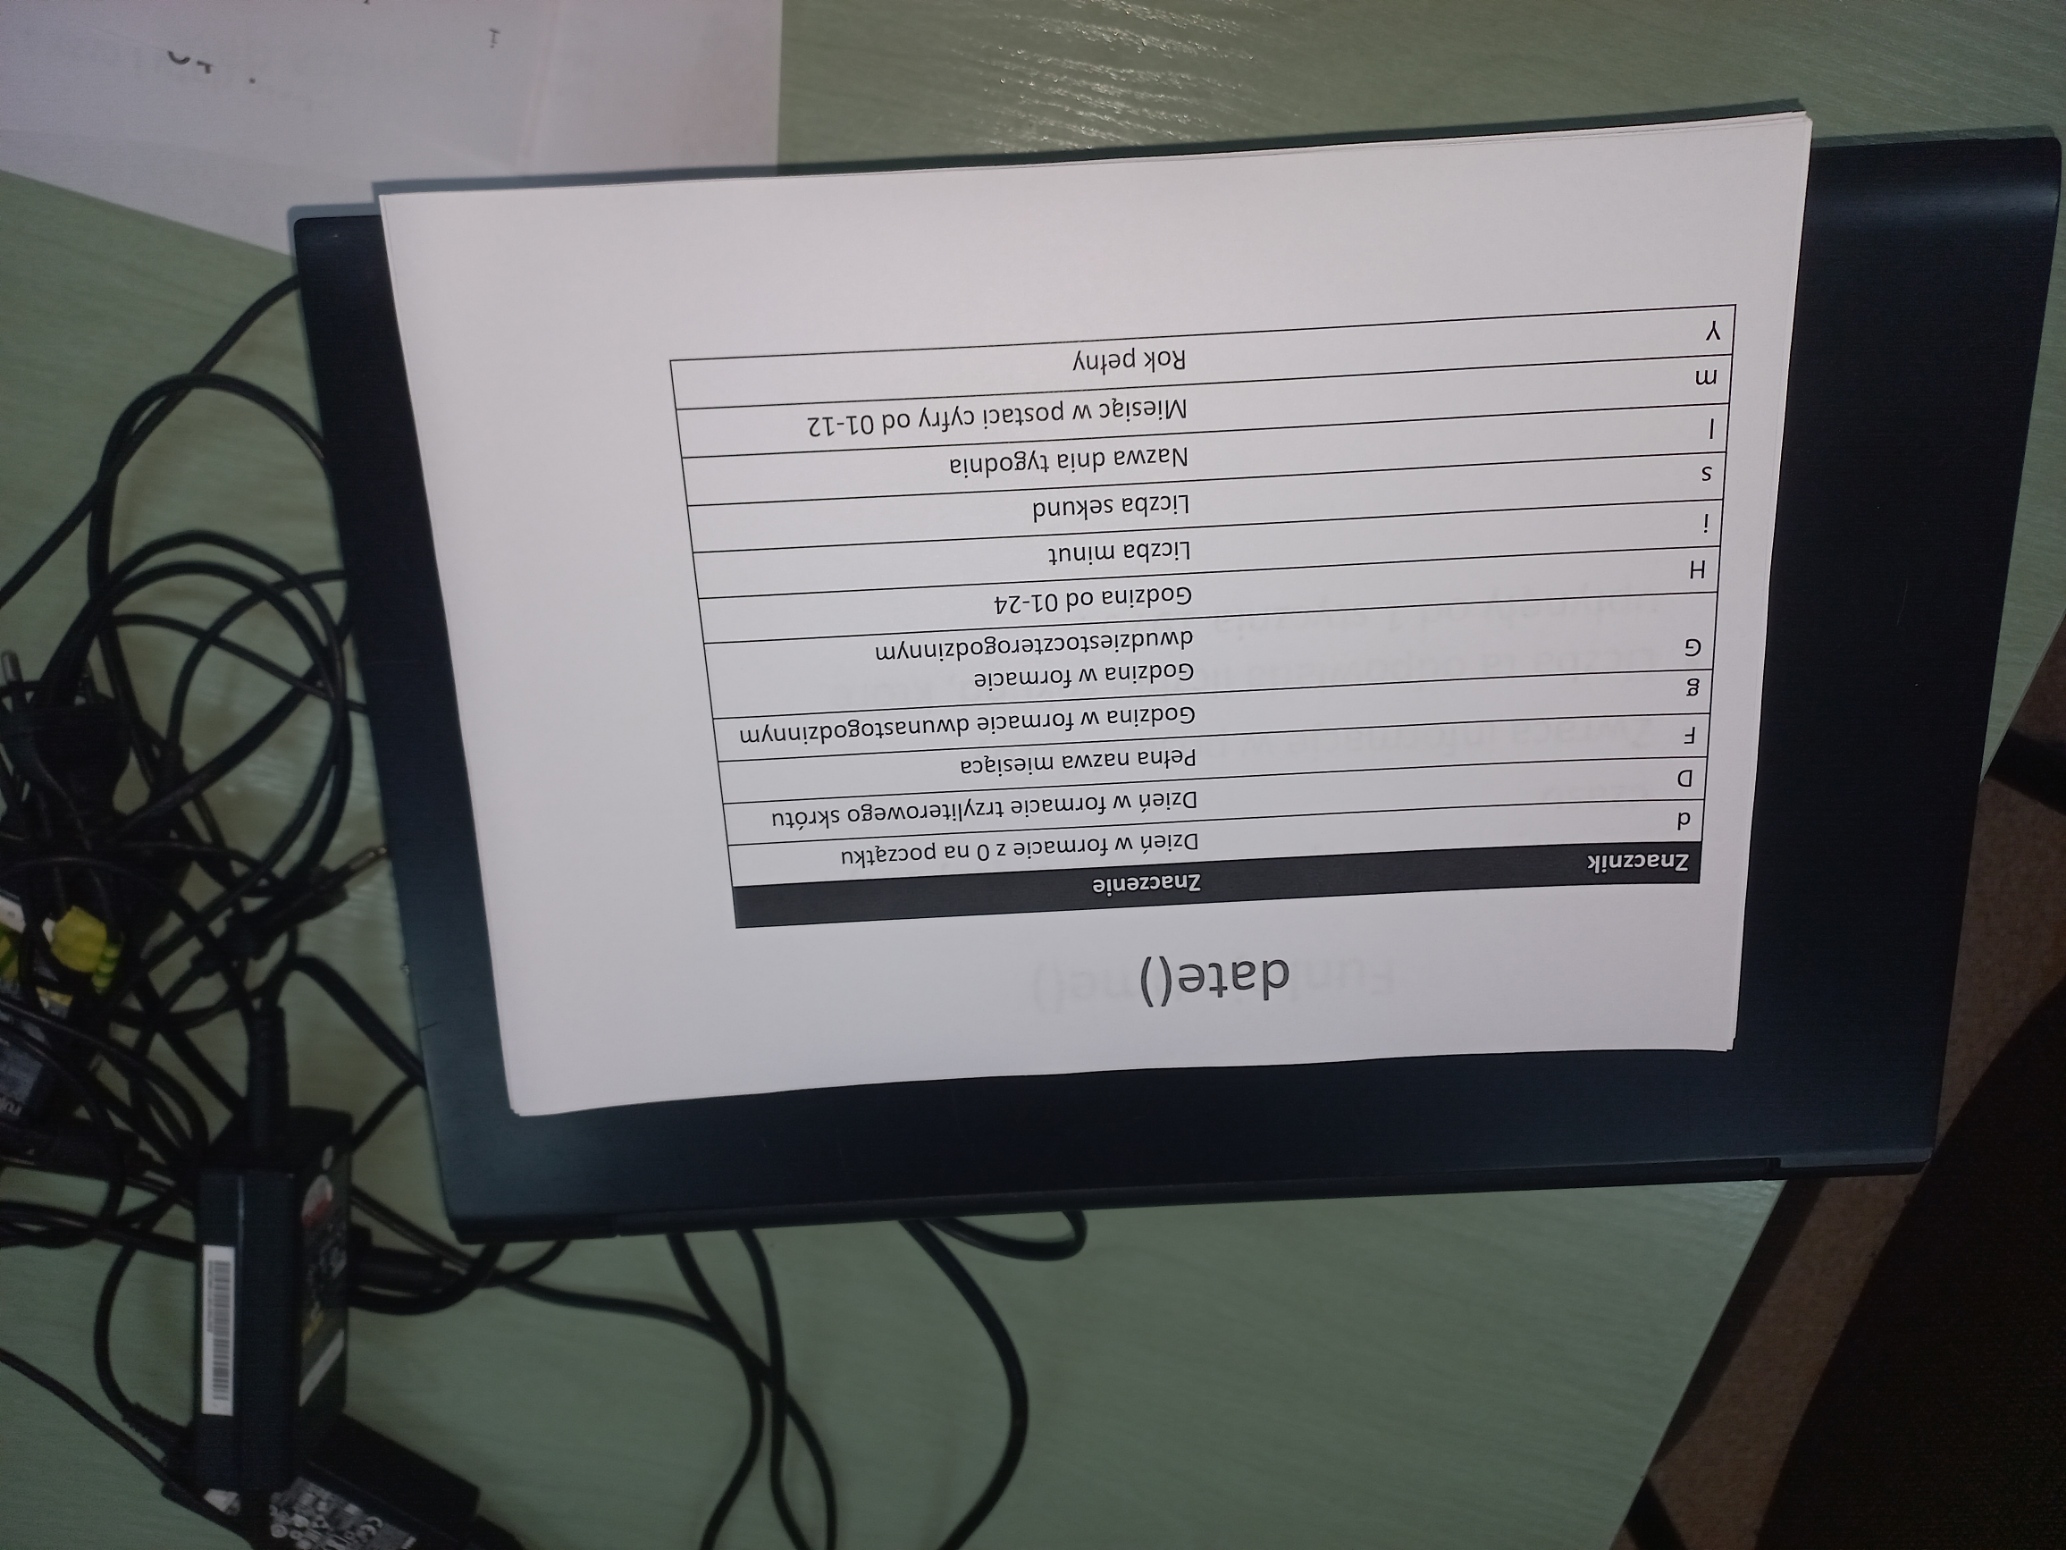 date()
Znacznik Znaczenie
d Dzień w formacie z 0 na początku
D Dzień w formacie trzyliterowego skrótu
F Pełna nazwa miesiąca
g Godzina w formacie dwunastogodzinnym
G Godzina w formacie
dwudziestoczterogodzinnym
H Godzina od 01-24
i Liczba minut
s Liczba sekund
l Nazwa dnia tygodnia
m Miesiąc w postaci cyfry od 01-12
Y Rok pełny